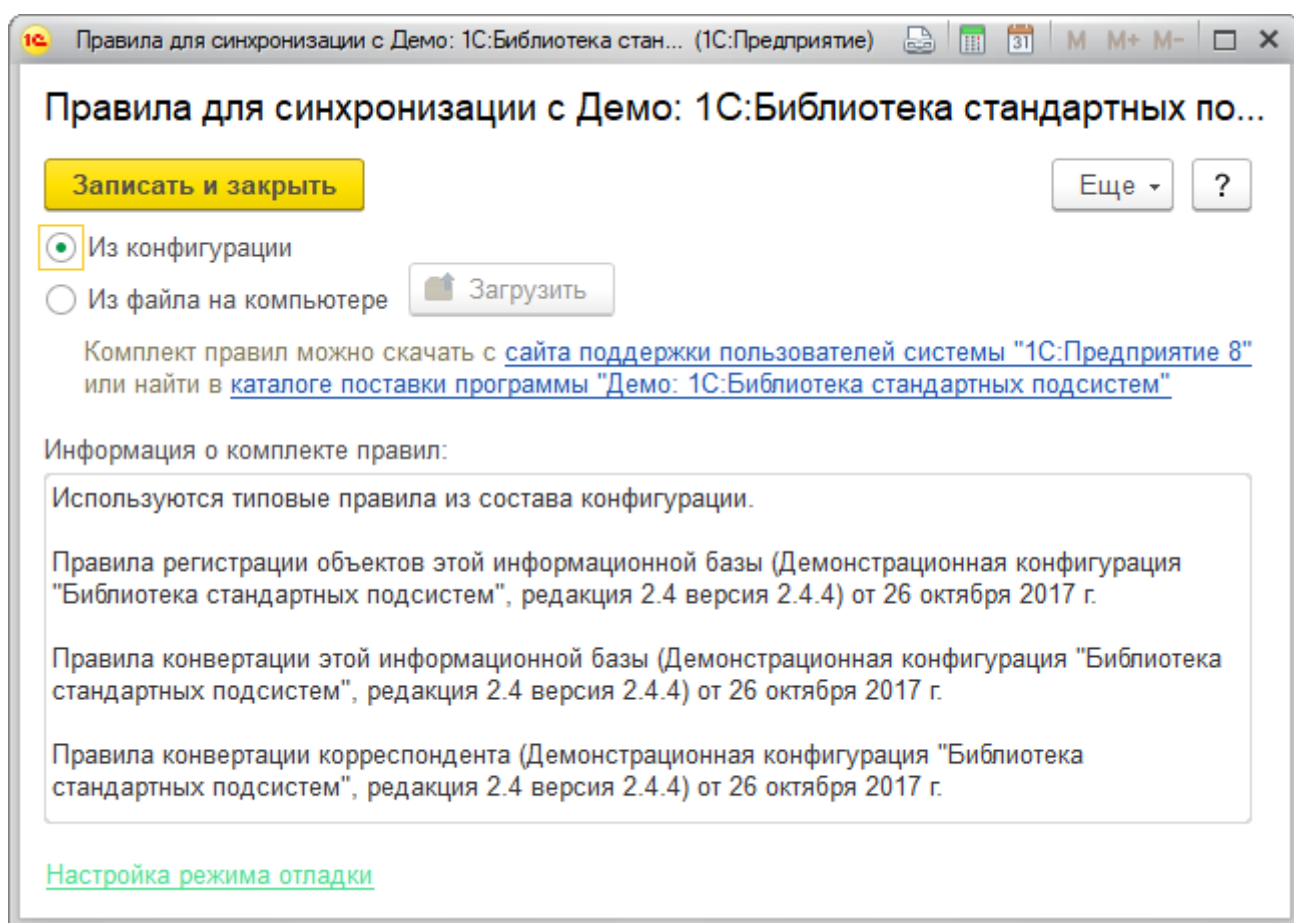 1С Правила для синхронизации с Демо: 1С:Библиотека стан... (1С:Предприятие) 31 M M+ M-
Правила для синхронизации с Демо: 1С:Библиотека стандартных по...
Записать и закрыть Еще ?
Из конфигурации
Из файла на компьютере Загрузить
Комплект правил можно скачать с сайта поддержки пользователей системы "1С:Предприятие 8"
или найти в каталоге поставки программы "Демо: 1С:Библиотека стандартных подсистем"
Информация о комплекте правил:
Используются типовые правила из состава конфигурации.
Правила регистрации объектов этой информационной базы (Демонстрационная конфигурация
"Библиотека стандартных подсистем", редакция 2.4 версия 2.4.4) от 26 октября 2017 г.
Правила конвертации этой информационной базы (Демонстрационная конфигурация "Библиотека
стандартных подсистем", редакция 2.4 версия 2.4.4) от 26 октября 2017 г.
Правила конвертации корреспондента (Демонстрационная конфигурация "Библиотека
стандартных подсистем", редакция 2.4 версия 2.4.4) от 26 октября 2017 г.
Настройка режима отладки